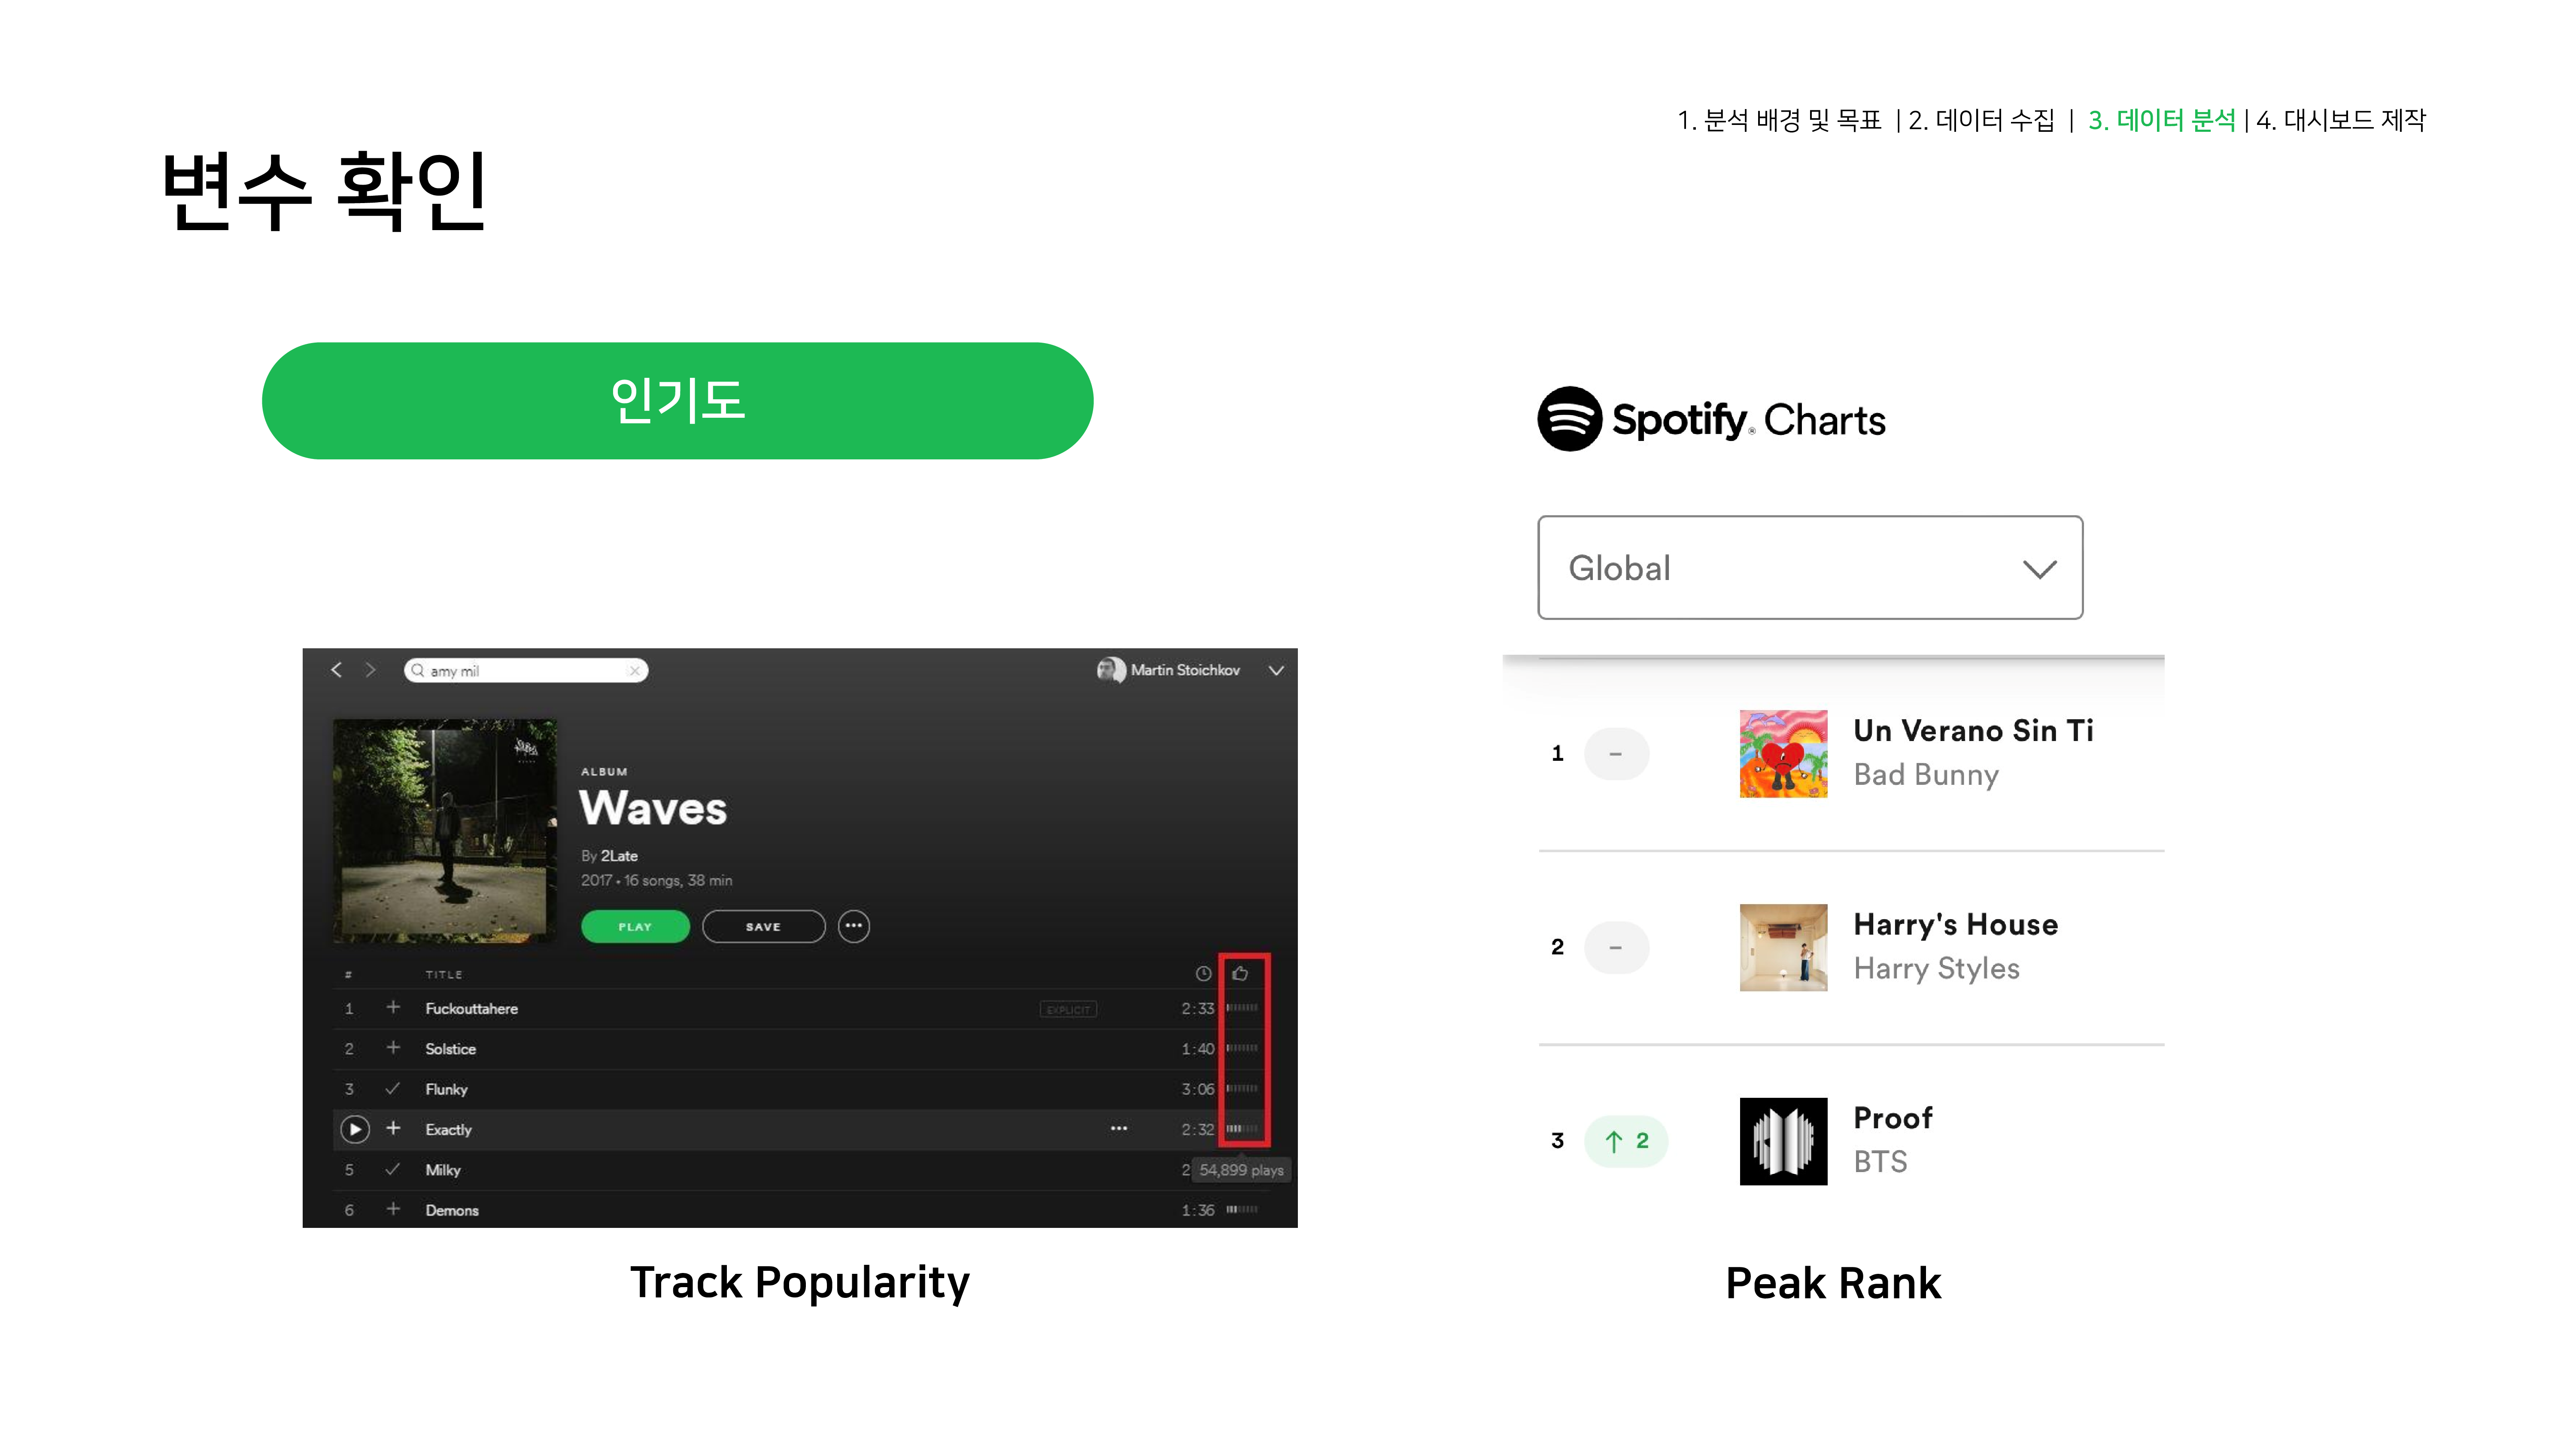 1. 분석 배경 및 목표 | 2. 데이터 수집 | 3. 데이터 분석 | 4. 대시보드 제작
변수 확인
인기도
amy mil
Martin Stoichkov
ALBUM
Waves
By 2Late
2017 • 16 songs, 38 min
PLAY SAVE
# TITLE
1 Fuckouttahere EXPLICIT 2:33
2 Solstice 1:40
3 Flunky 3:06
Exactly 2:32
5 Milky 2
54,899 plays
6 Demons 1:36
Track Popularity
Spotify® Charts
Global
1 – Un Verano Sin Ti
Bad Bunny
2 – Harry's House
Harry Styles
3 ↑ 2 Proof
BTS
Peak Rank